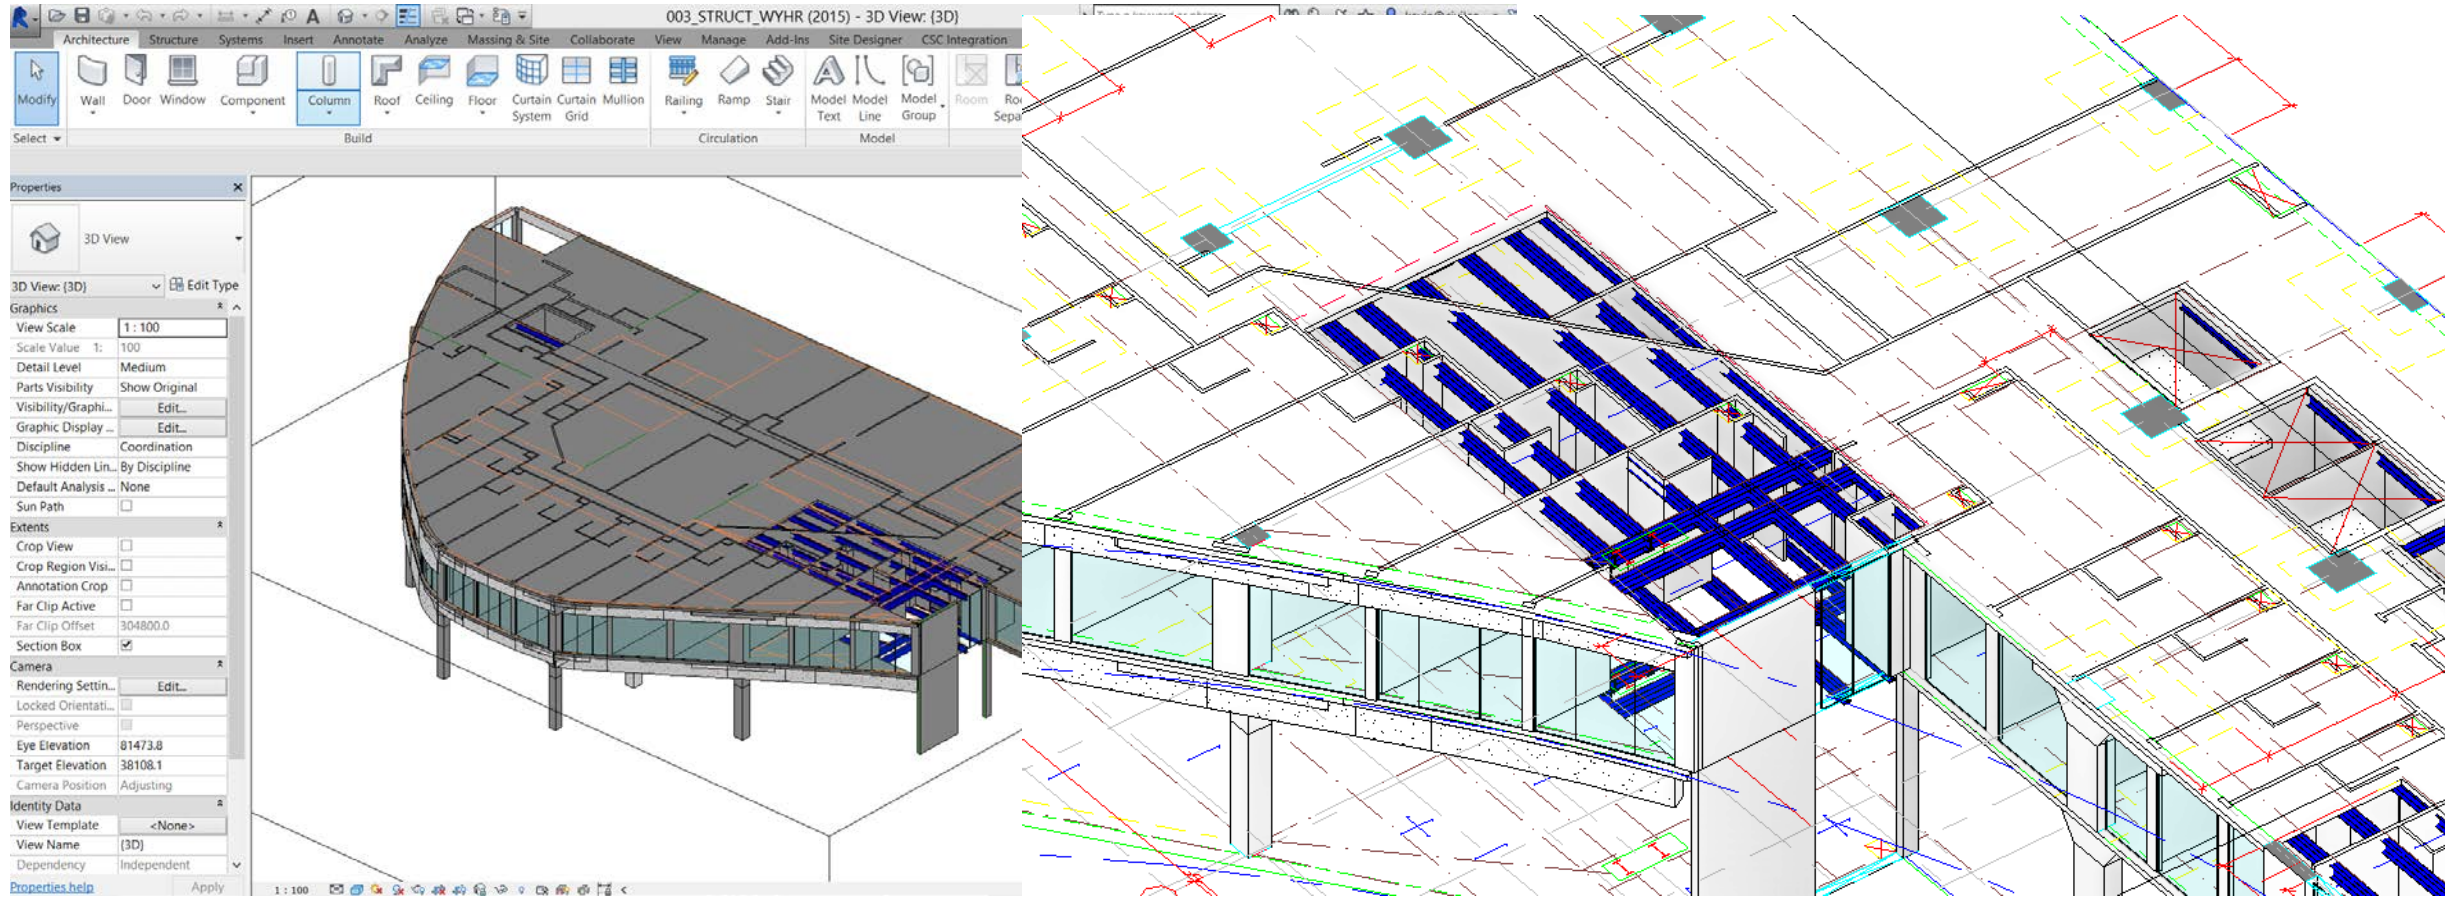 003_STRUCT_WYHR (2015) - 3D View: {3D}
Architecture Structure Systems Insert Annotate Analyze Massing & Site Collaborate View Manage Add-Ins Site Designer CSC Integration
Modify Wall Door Window Component Column Roof Ceiling Floor Curtain System Curtain Grid Mullion Railing Ramp Stair Model Text Model Line Model Group Room
Select Build Circulation Model
Properties
3D View
3D View: {3D} Edit Type
Graphics
View Scale 1 : 100
Scale Value 1: 100
Detail Level Medium
Parts Visibility Show Original
Visibility/Graphi... Edit...
Graphic Display ... Edit...
Discipline Coordination
Show Hidden Lin... By Discipline
Default Analysis ... None
Sun Path
Extents
Crop View
Crop Region Visi...
Annotation Crop
Far Clip Active
Far Clip Offset 304800.0
Section Box
Camera
Rendering Settin... Edit...
Locked Orientati...
Perspective
Eye Elevation 81473.8
Target Elevation 38108.1
Camera Position Adjusting
Identity Data
View Template <None>
View Name {3D}
Dependency Independent
Properties help Apply
1 : 100